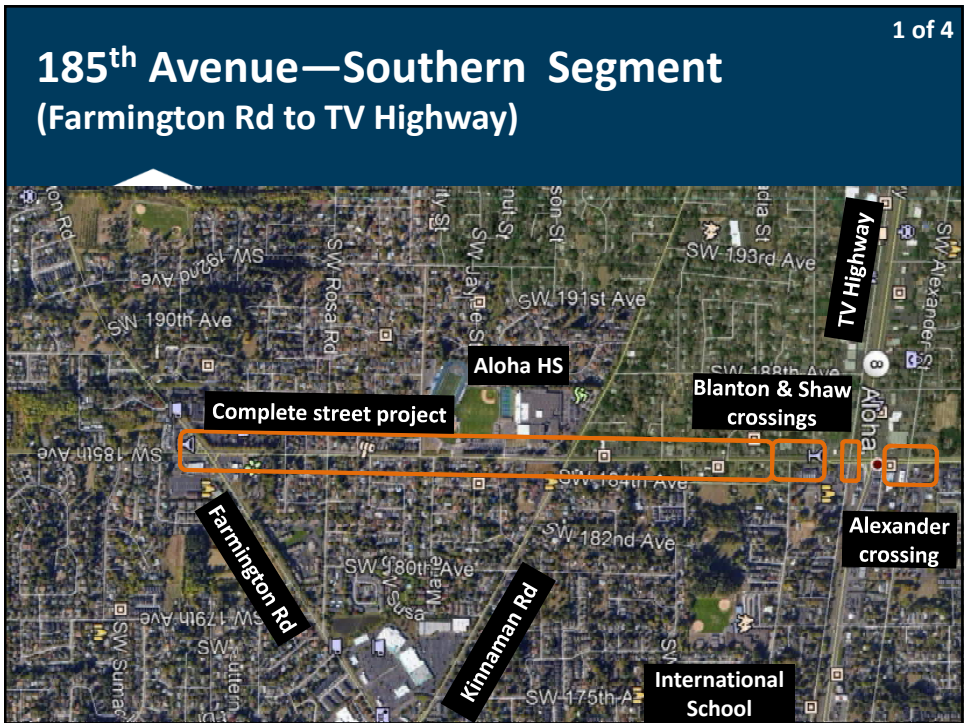 1 of 4
185th Avenue—Southern Segment
(Farmington Rd to TV Highway)
SW 192nd Ave
SW 193rd Ave
SW Rosa Rd
SW Alexander St
TV Highway
SW 190th Ave
SW 191st Ave
SW 188th Ave
8
Aloha HS
Blanton & Shaw
crossings
Aloha
Complete street project
SW 185th Ave
SW 184th Ave
Farmington Rd
SW 182nd Ave
Alexander
crossing
SW 180th Ave
SW 179th Ave
Kinnaman Rd
SW 175th A
International
School